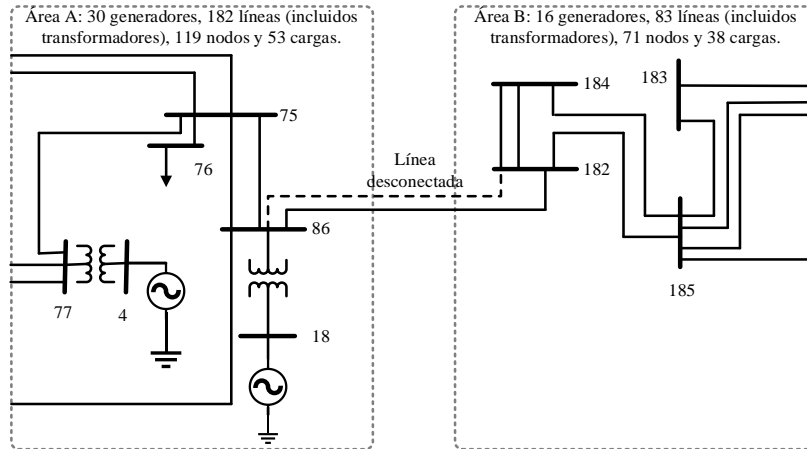 Área A: 30 generadores, 182 líneas (incluidos
transformadores), 119 nodos y 53 cargas.
Área B: 16 generadores, 83 líneas (incluidos
transformadores), 71 nodos y 38 cargas.
75
76
86
77
4
18
Línea
desconectada
184
183
182
185